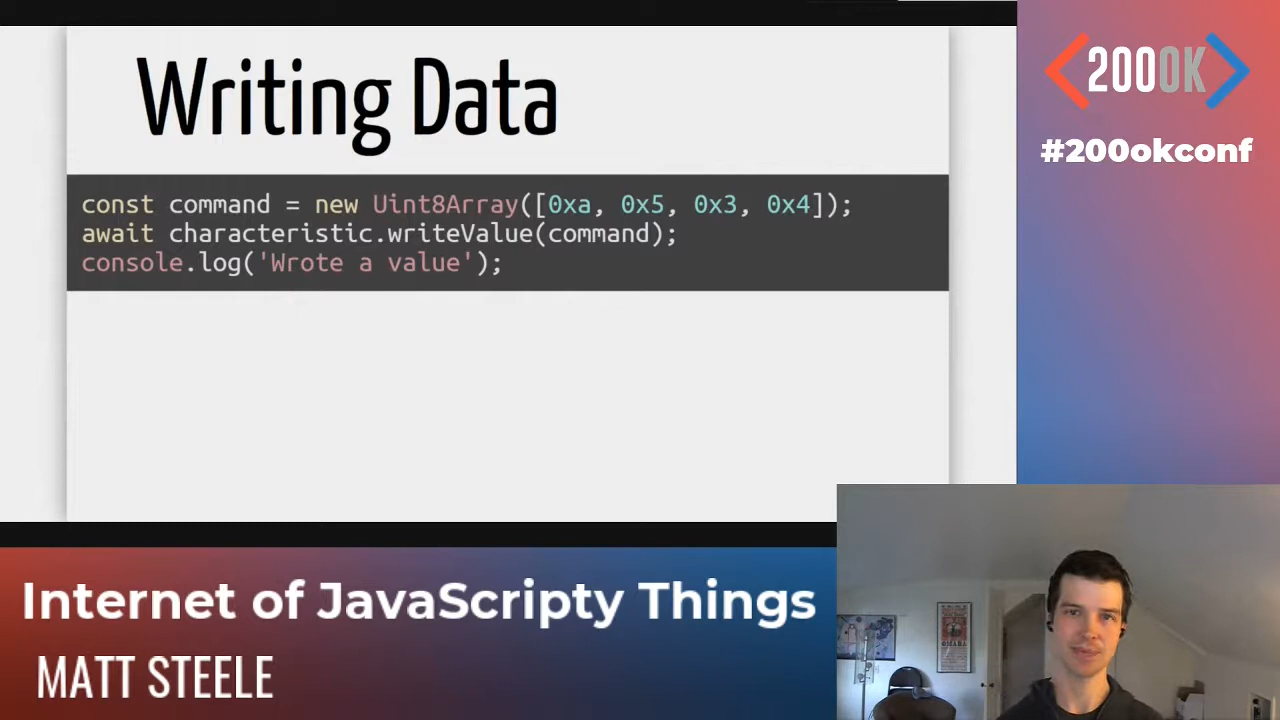 Writing Data
const command = new Uint8Array([0xa, 0x5, 0x3, 0x4]);
await characteristic.writeValue(command);
console.log('Wrote a value');
200OK
#200okconf
Internet of JavaScripty Things
MATT STEELE